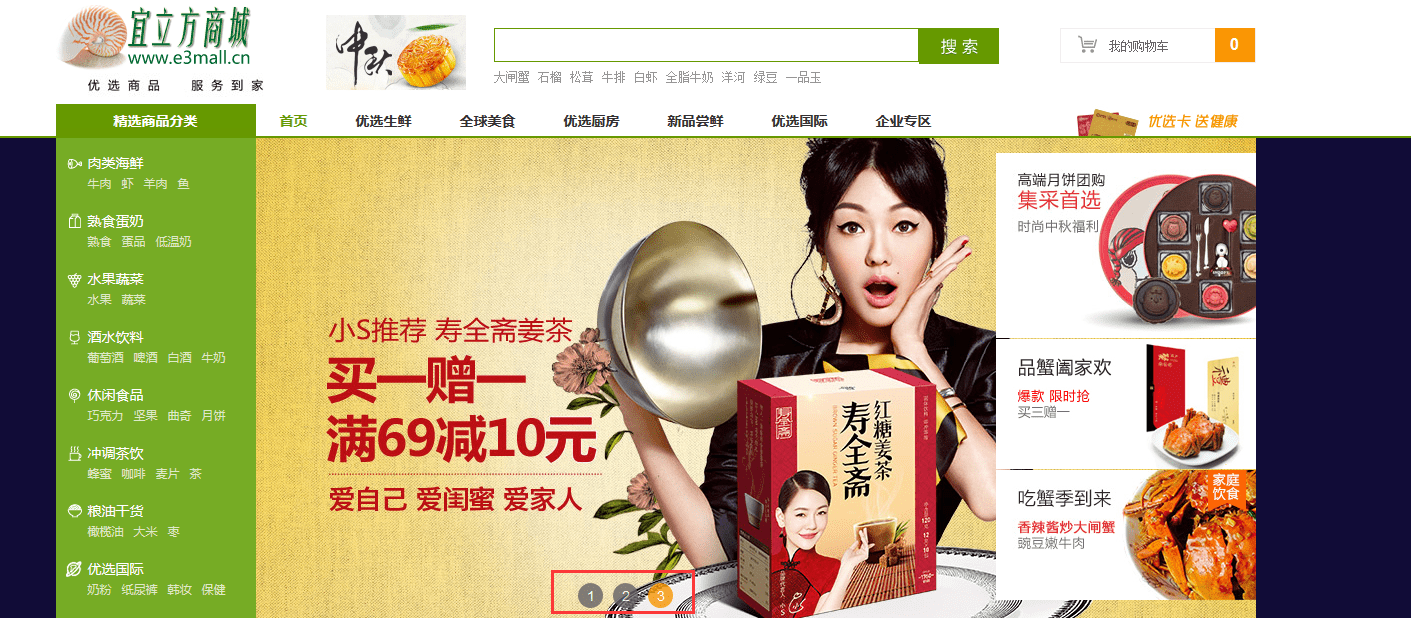 宜立方商城
www.e3mall.cn
优选商品 服务到家
中秋
搜 索
大闸蟹 石榴 松茸 牛排 白虾 全脂牛奶 洋河 绿豆 一品玉
我的购物车 0
精选商品分类 首页 优选生鲜 全球美食 优选厨房 新品尝鲜 优选国际 企业专区
优选卡 送健康
肉类海鲜
牛肉 虾 羊肉 鱼
熟食蛋奶
熟食 蛋品 低温奶
水果蔬菜
水果 蔬菜
酒水饮料
葡萄酒 啤酒 白酒 牛奶
休闲食品
巧克力 坚果 曲奇 月饼
冲调茶饮
蜂蜜 咖啡 麦片 茶
粮油干货
橄榄油 大米 枣
优选国际
奶粉 纸尿裤 韩妆 保健
小S推荐 寿全斋姜茶
买一赠一
满69减10元
爱自己 爱闺蜜 爱家人
寿全斋
红糖姜茶
寿全斋
BROWN SUGAR GINGER TEA
1 2 3
高端月饼团购
集采首选
时尚中秋福利
品蟹阖家欢
爆款 限时抢
买三赠一
禮
吃蟹季到来
香辣酱炒大闸蟹
豌豆嫩牛肉
家庭
饮食